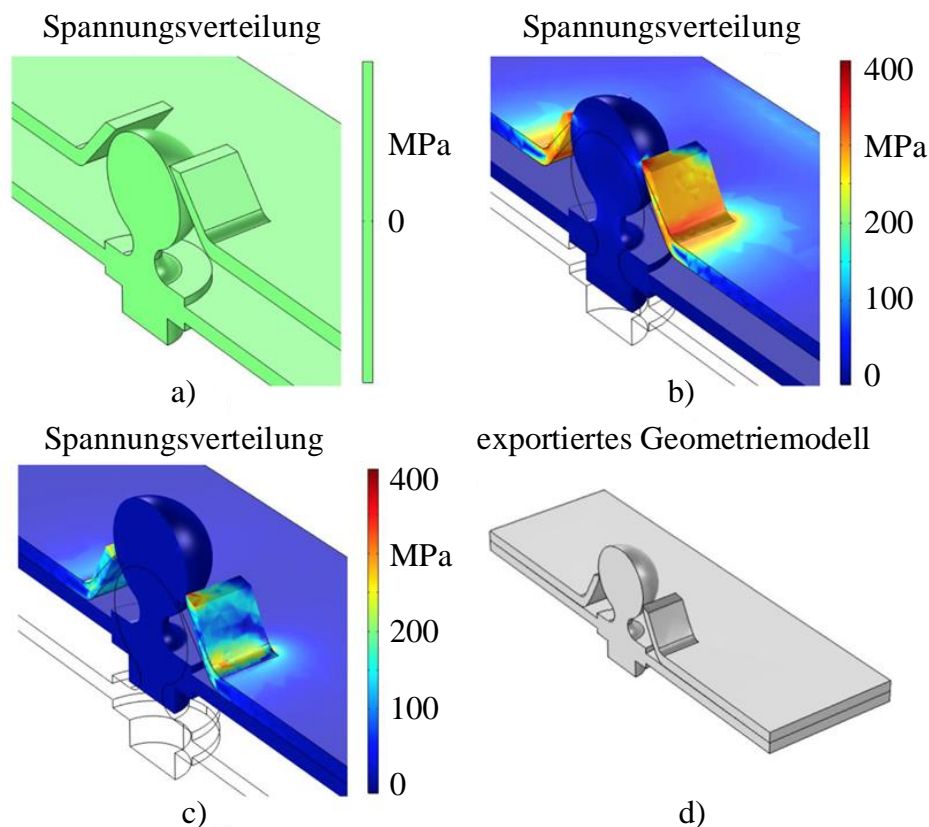 Spannungsverteilung
MPa
0
a)
Spannungsverteilung
400
MPa
200
100
0
b)
Spannungsverteilung
400
MPa
200
100
0
c)
exportiertes Geometriemodell
d)